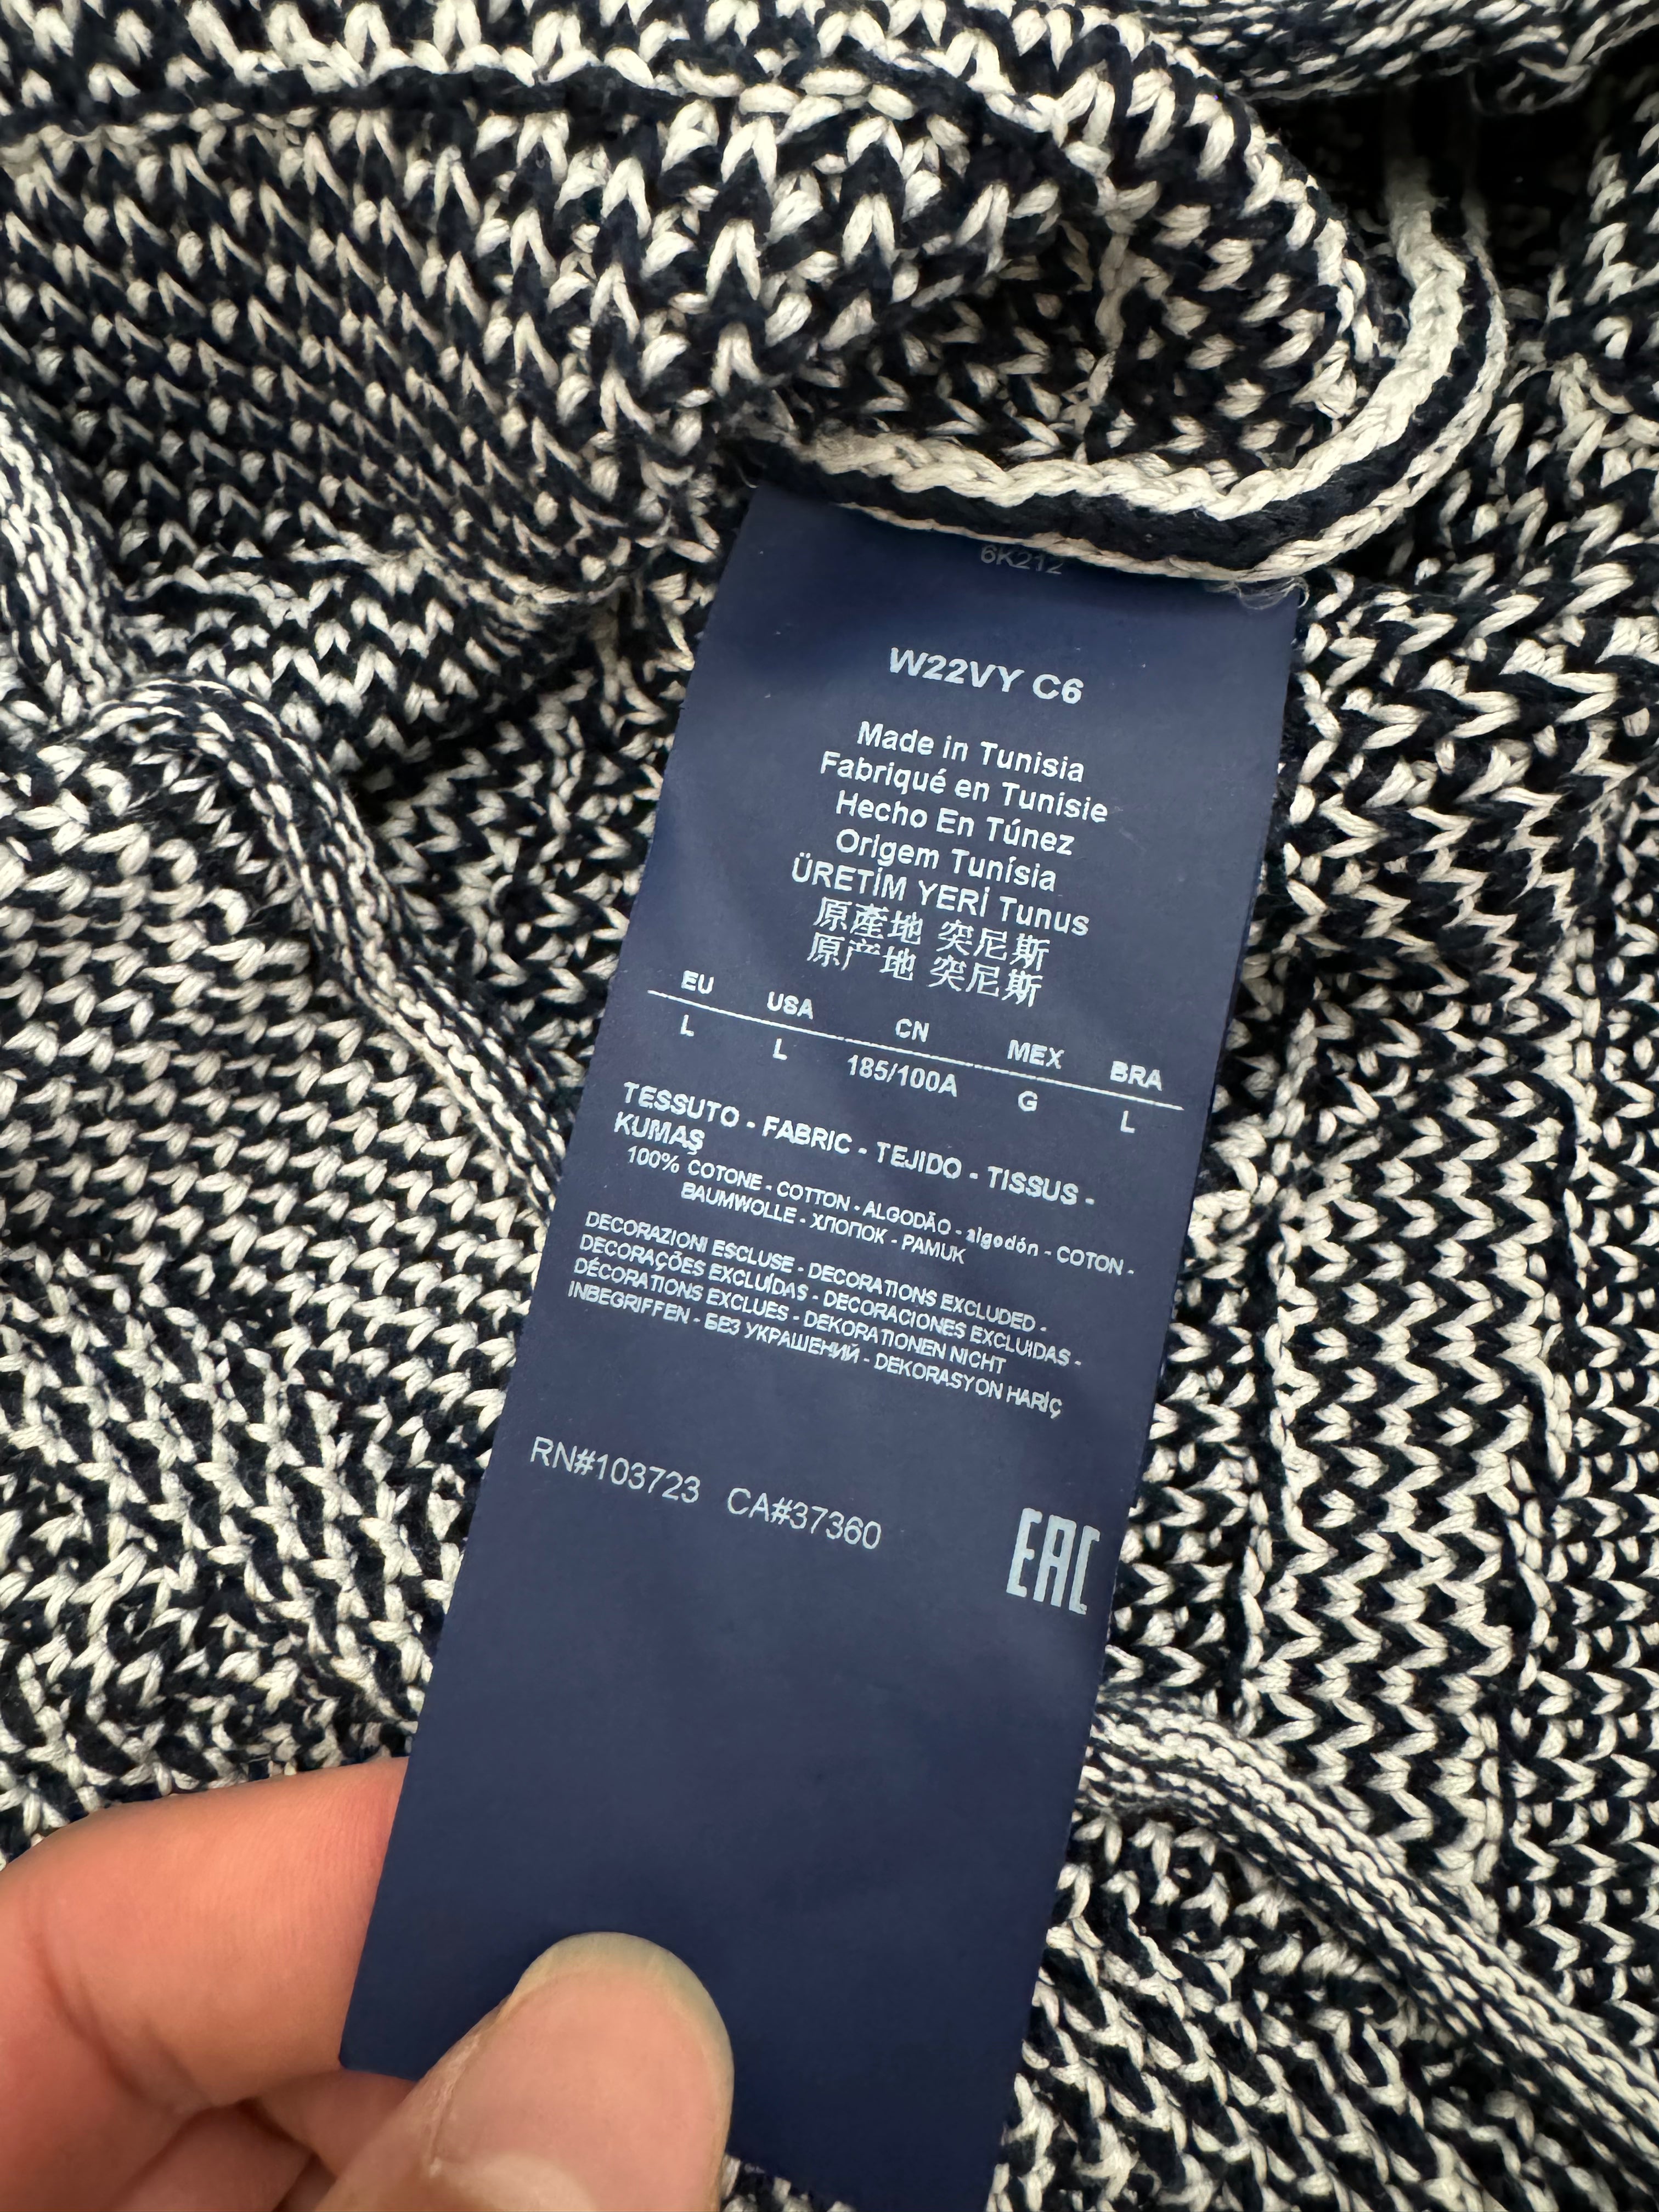 6K212
W22VY C6
Made in Tunisia
Fabriqué en Tunisie
Hecho En Túnez
Origem Tunísia
ÜRETİM YERİ Tunus
原產地 突尼斯
原产地 突尼斯
EU USA CN MEX BRA
L L 185/100A G L
TESSUTO - FABRIC - TEJIDO - TISSUS -
KUMAŞ
100% COTONE - COTTON - ALGODÃO - algodón - COTON -
BAUMWOLLE - ХЛОПОК - PAMUK
DECORAZIONI ESCLUSE - DECORATIONS EXCLUDED -
DECORAÇÕES EXCLUÍDAS - DECORACIONES EXCLUIDAS -
DÉCORATIONS EXCLUES - DEKORATIONEN NICHT
INBEGRIFFEN - БЕЗ УКРАШЕНИЙ - DEKORASYON HARİÇ
RN#103723 CA#37360
EAC